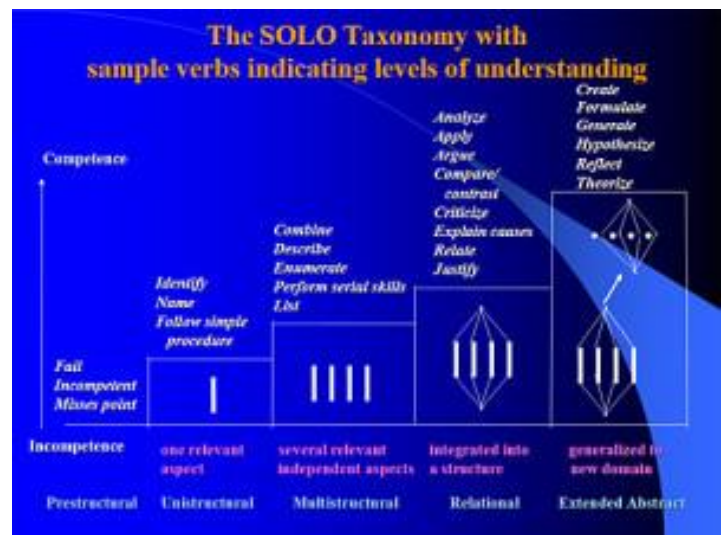 The SOLO Taxonomy with
sample verbs indicating levels of understanding
Competence
Fail
Incompetent
Misses point
Incompetence
Prestructural
Identify
Name
Follow simple
procedure
one relevant
aspect
Unistructural
Combine
Describe
Enumerate
Perform serial skills
List
several relevant
independent aspects
Multistructural
Analyze
Apply
Argue
Compare/
contrast
Criticize
Explain causes
Relate
Justify
integrated into
a structure
Relational
Create
Formulate
Generate
Hypothesize
Reflect
Theorize
generalized to
new domain
Extended Abstract